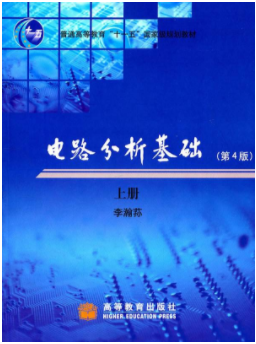 普通高等教育“十一五”国家级规划教材
电路分析基础(第4版)
上册
李瀚荪
高等教育出版社
HIGHER EDUCATION PRESS